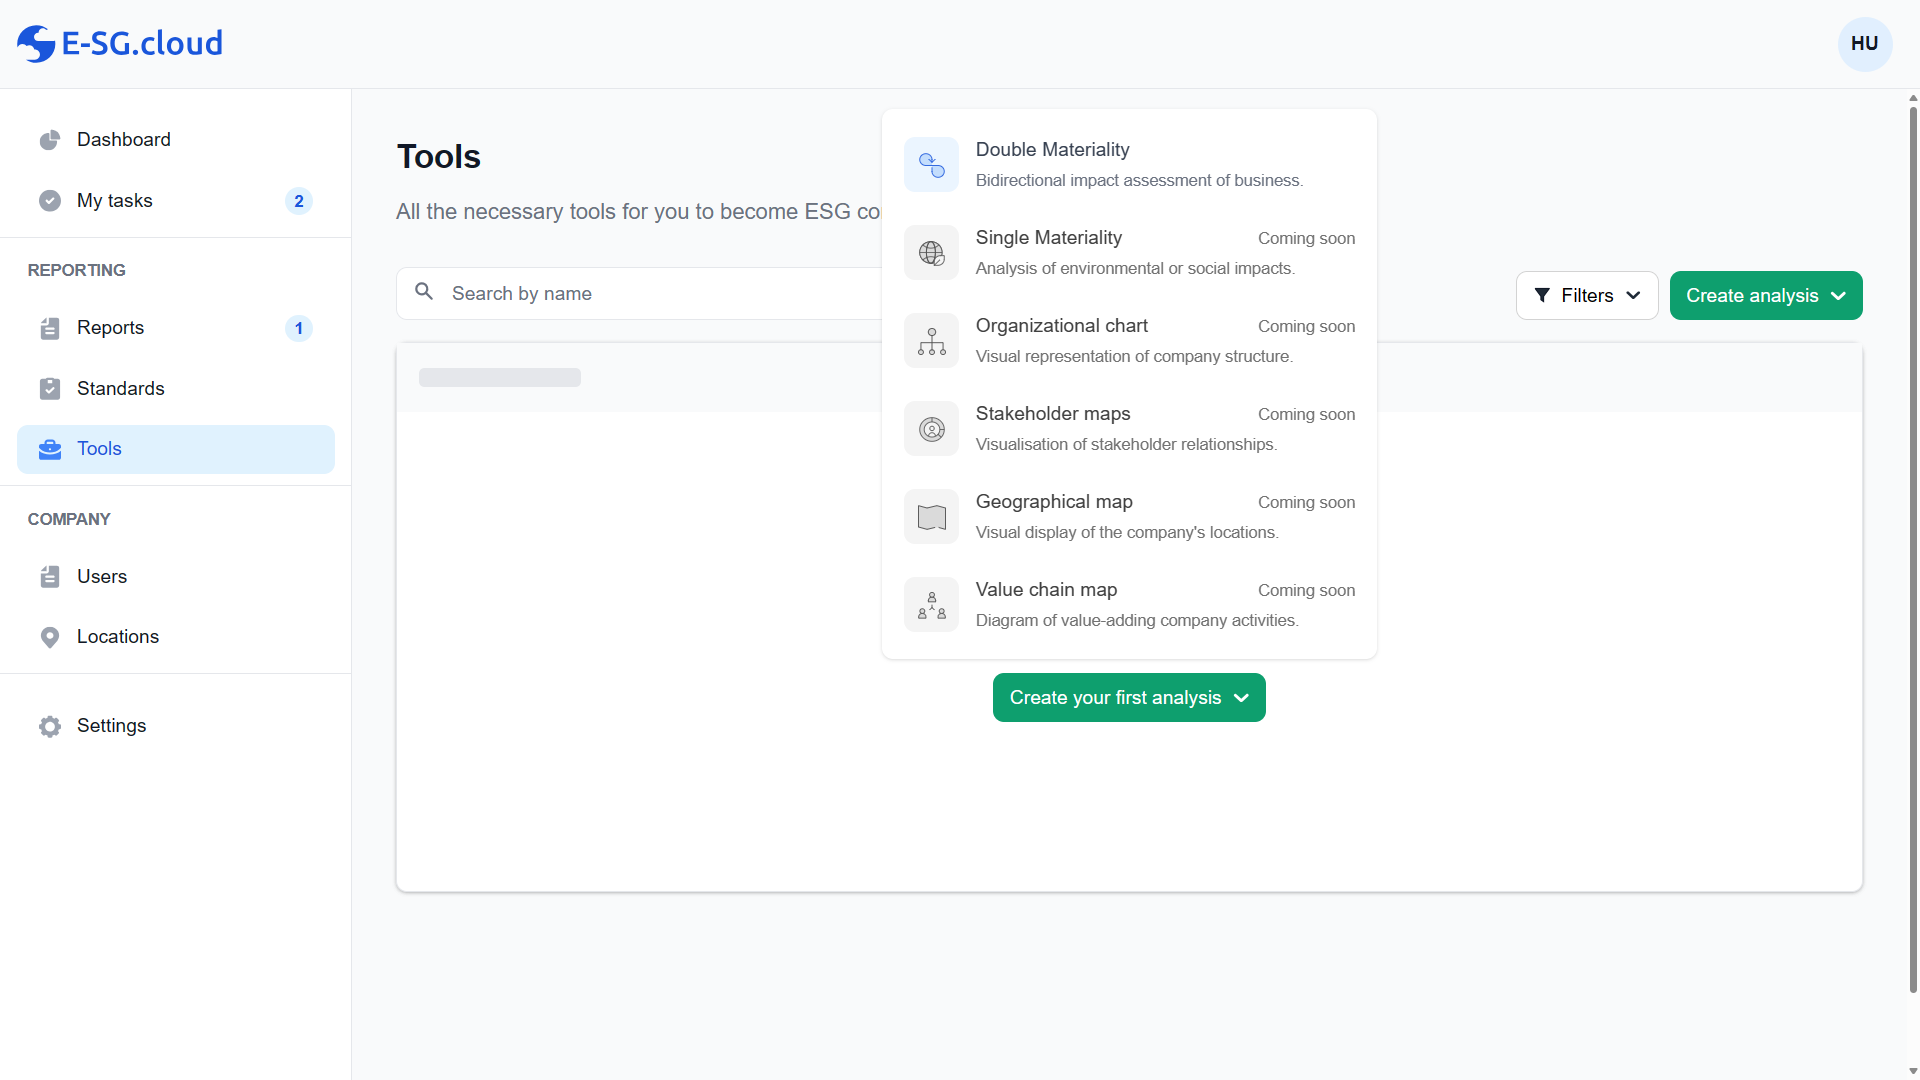 E-SG.cloud
HU
Dashboard
My tasks 2
REPORTING
Reports 1
Standards
Tools
COMPANY
Users
Locations
Settings
Tools
All the necessary tools for you to become ESG co
Search by name
Filters
Create analysis
Double Materiality
Bidirectional impact assessment of business.
Single Materiality Coming soon
Analysis of environmental or social impacts.
Organizational chart Coming soon
Visual representation of company structure.
Stakeholder maps Coming soon
Visualisation of stakeholder relationships.
Geographical map Coming soon
Visual display of the company's locations.
Value chain map Coming soon
Diagram of value-adding company activities.
Create your first analysis